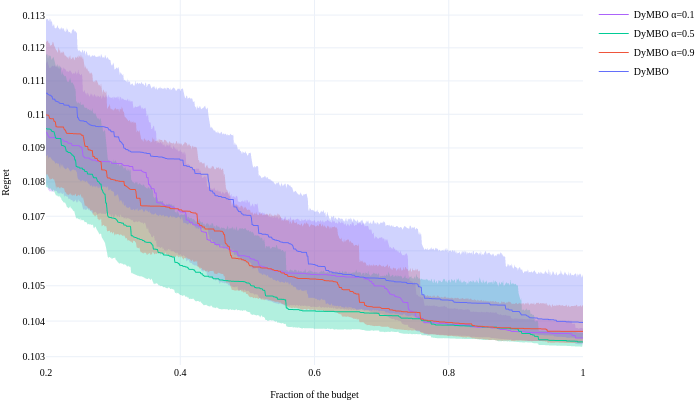 0.113
0.112
0.111
0.11
0.109
0.108
0.107
0.106
0.105
0.104
0.103
Regret
0.2
0.4
0.6
0.8
1
Fraction of the budget
DyMBO α=0.1
DyMBO α=0.5
DyMBO α=0.9
DyMBO